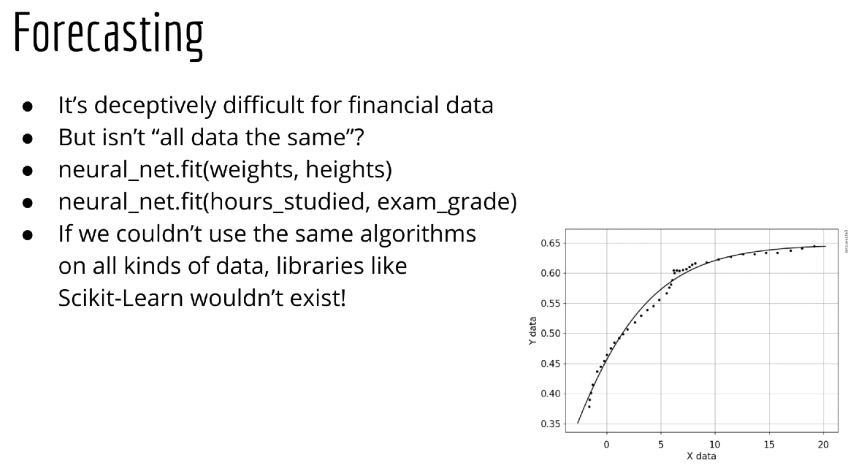 Forecasting
● It's deceptively difficult for financial data
● But isn't “all data the same”?
● neural_net.fit(weights, heights)
● neural_net.fit(hours_studied, exam_grade)
● If we couldn't use the same algorithms
on all kinds of data, libraries like
Scikit-Learn wouldn't exist!
0.65
0.60
0.55
0.50
0.45
0.40
0.35
Y data
0 5 10 15 20
X data